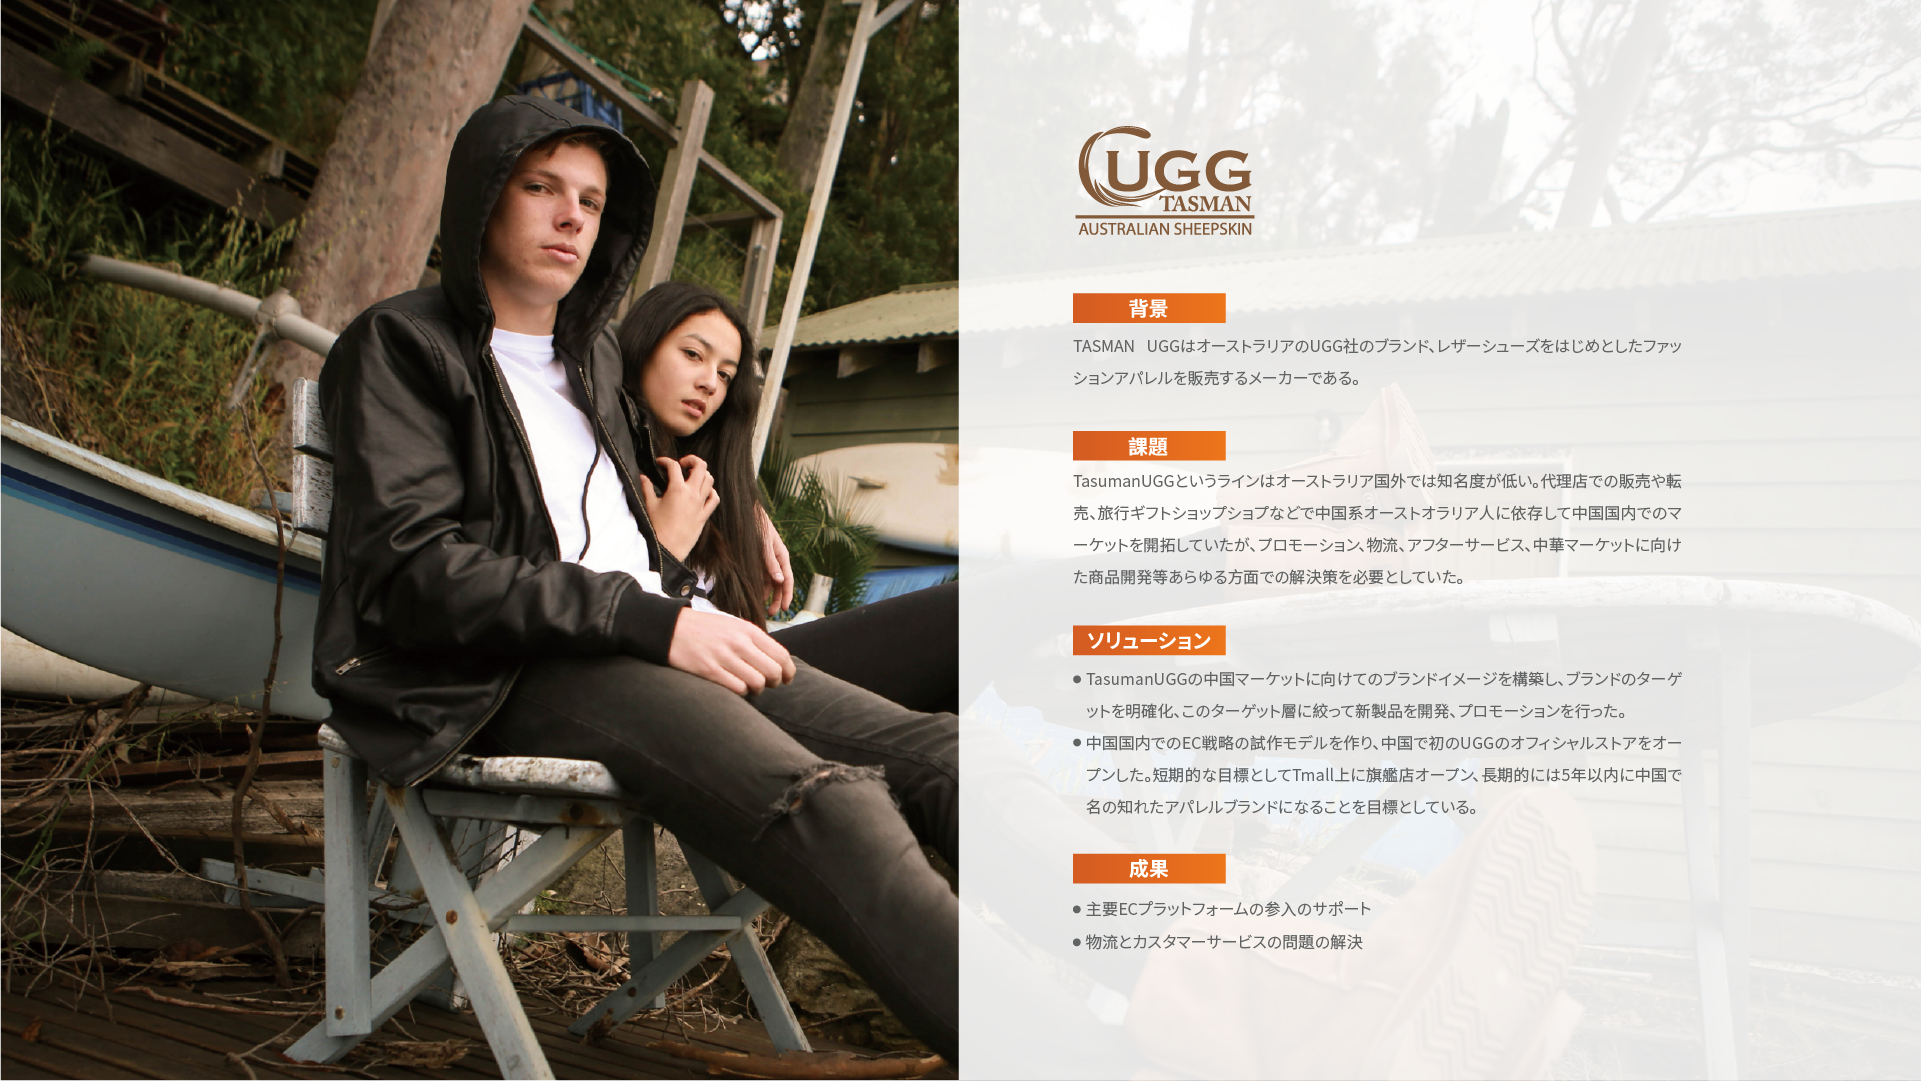 UGG
TASMAN
AUSTRALIAN SHEEPSKIN
背景
TASMAN UGGはオーストラリアのUGG社のブランド、レザーシューズをはじめとしたファッ
ションアパレルを販売するメーカーである。
課題
TasumanUGGというラインはオーストラリア国外では知名度が低い。代理店での販売や転
売、旅行ギフトショップショプなどで中国系オーストオラリア人に依存して中国国内でのマ
ーケットを開拓していたが、プロモーション、物流、アフターサービス、中華マーケットに向け
た商品開発等あらゆる方面での解決策を必要としていた。
ソリューション
● TasumanUGGの中国マーケットに向けてのブランドイメージを構築し、ブランドのターゲ
ットを明確化、このターゲット層に絞って新製品を開発、プロモーションを行った。
● 中国国内でのEC戦略の試作モデルを作り、中国で初のUGGのオフィシャルストアをオー
プンした。短期的な目標としてTmall上に旗艦店オープン、長期的には5年以内に中国で
名の知れたアパレルブランドになることを目標としている。
成果
● 主要ECプラットフォームの参入のサポート
● 物流とカスタマーサービスの問題の解決